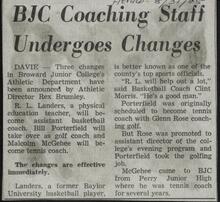 BJC Coaching Staff
Undergoes Changes
DAVIE — Three changes
in Broward Junior College's
Athletic Department have
been announced by Athletic
Director Rex Brumley.
R. L. Landers, a physical
education teacher, will be-
come assistant basketball
coach. Bill Porterfield will
take over as golf coach and
Malcolm McGehee will be-
come tennis coach.
The changes are effective
immediately.
Landers, a former Baylor
University basketball player,
is better known as one of the
county's top sports officials.
"R. L. will help out a lot,"
said Basketball Coach Clint
Morris. "He's a good man."
Porterfield was originally
scheduled to become tennis
coach with Glenn Rose coach-
ing golf.
But Rose was promoted to
assistant director of the col-
lege's evening program and
Porterfield took the golfing
job.
McGehee came to BJC
from Perry Junior High
where he was tennis coach
for several years.